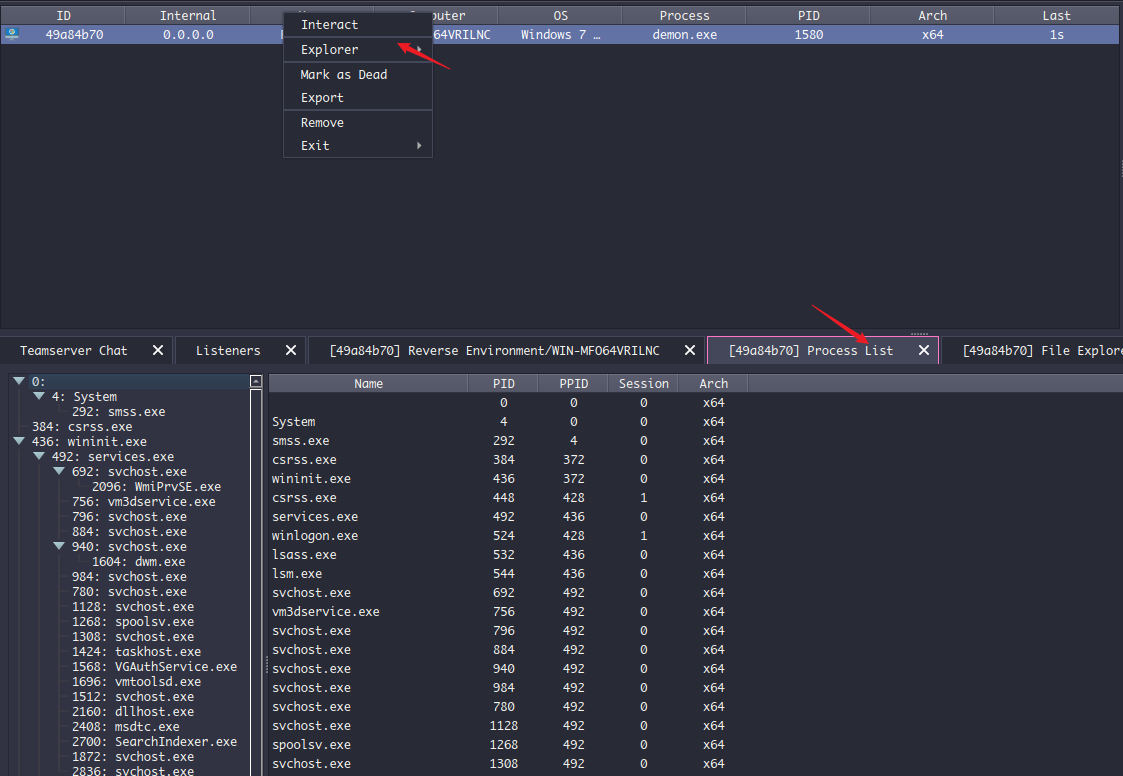 ID Internal Computer OS Process PID Arch Last
49a84b70 0.0.0.0 64VRILNC Windows 7 … demon.exe 1580 x64 1s
Interact
Explorer
Mark as Dead
Export
Remove
Exit
Teamserver Chat Listeners [49a84b70] Reverse Environment/WIN-MFO64VRILNC [49a84b70] Process List [49a84b70] File Explore
0:
4: System
292: smss.exe
384: csrss.exe
436: wininit.exe
492: services.exe
692: svchost.exe
2096: WmiPrvSE.exe
756: vm3dservice.exe
796: svchost.exe
884: svchost.exe
940: svchost.exe
1604: dwm.exe
984: svchost.exe
780: svchost.exe
1128: svchost.exe
1268: spoolsv.exe
1308: svchost.exe
1424: taskhost.exe
1568: VGAuthService.exe
1696: vmtoolsd.exe
1512: svchost.exe
2160: dllhost.exe
2408: msdtc.exe
2700: SearchIndexer.exe
1872: svchost.exe
2836: svchost.exe
Name PID PPID Session Arch
0 0 0 x64
System 4 0 0 x64
smss.exe 292 4 0 x64
csrss.exe 384 372 0 x64
wininit.exe 436 372 0 x64
csrss.exe 448 428 1 x64
services.exe 492 436 0 x64
winlogon.exe 524 428 1 x64
lsass.exe 532 436 0 x64
lsm.exe 544 436 0 x64
svchost.exe 692 492 0 x64
vm3dservice.exe 756 492 0 x64
svchost.exe 796 492 0 x64
svchost.exe 884 492 0 x64
svchost.exe 940 492 0 x64
svchost.exe 984 492 0 x64
svchost.exe 780 492 0 x64
svchost.exe 1128 492 0 x64
spoolsv.exe 1268 492 0 x64
svchost.exe 1308 492 0 x64